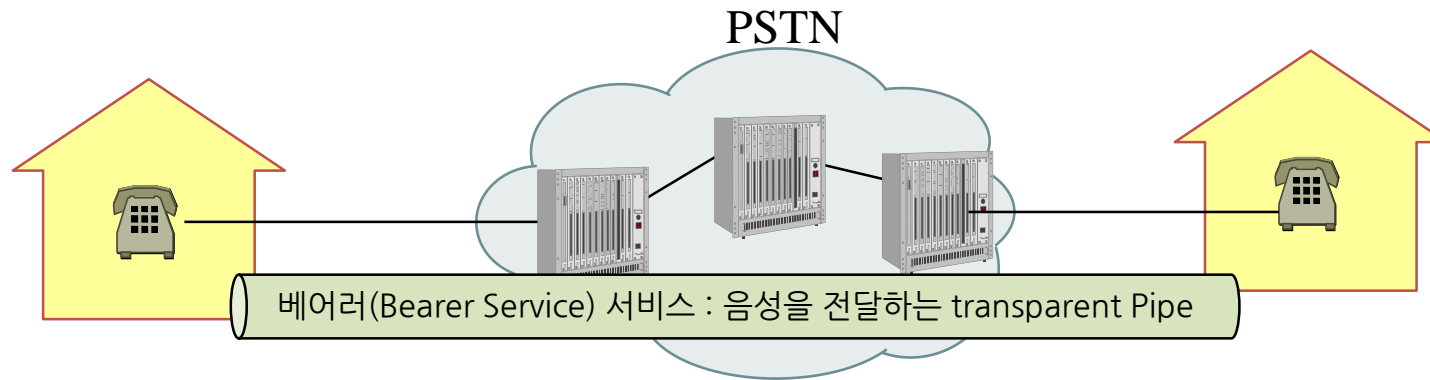 PSTN
베어러(Bearer Service) 서비스 : 음성을 전달하는 transparent Pipe